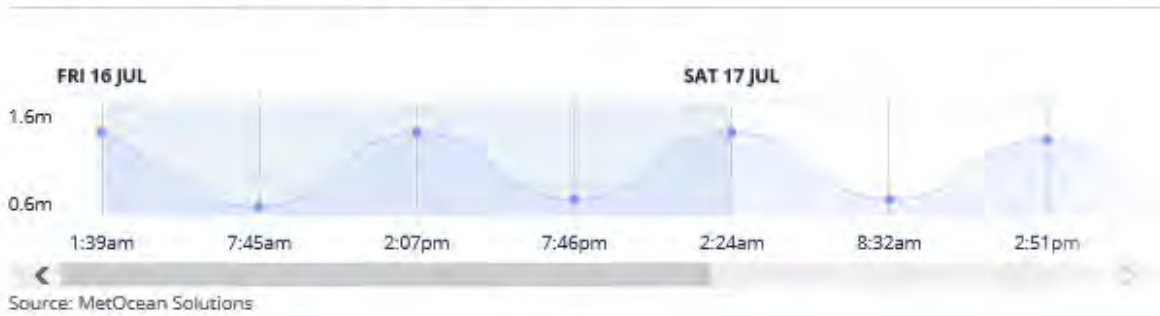 FRI 16 JUL SAT 17 JUL
1.6m
0.6m
1:39am 7:45am 2:07pm 7:46pm 2:24am 8:32am 2:51pm
Source: MetOcean Solutions